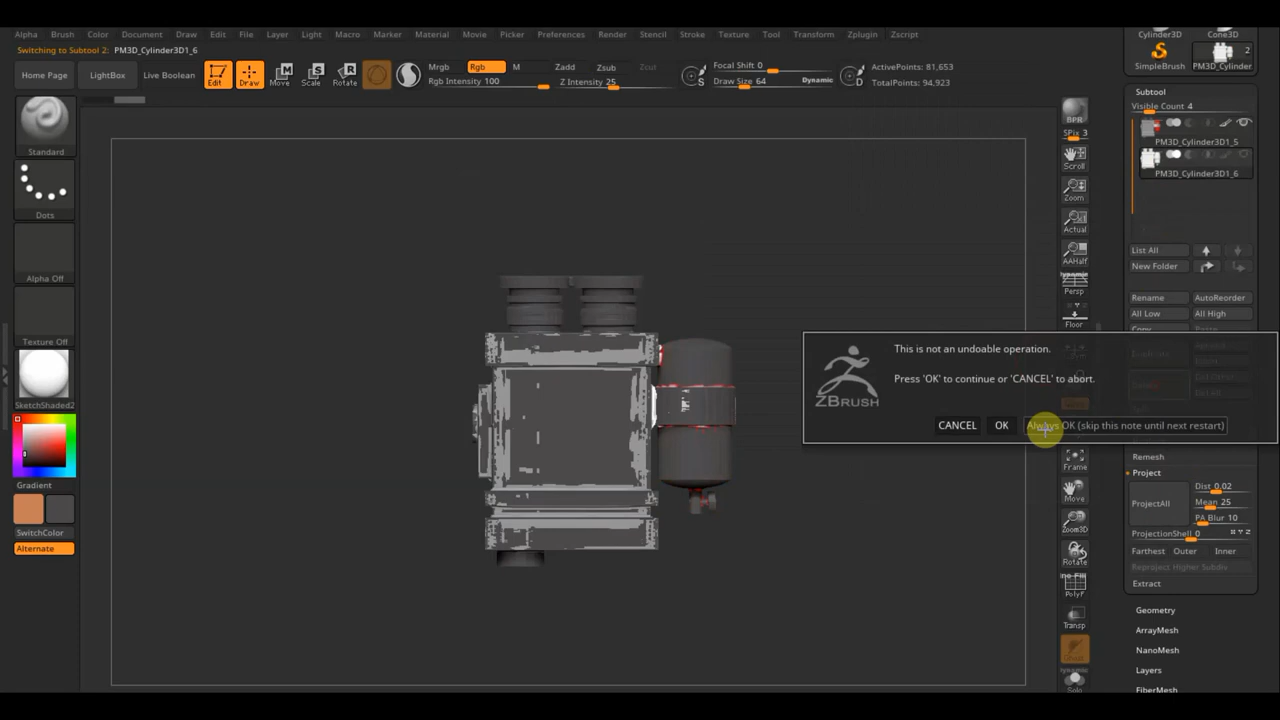 Alpha Brush Color Document Draw Edit File Layer Light Macro Marker Material Movie Picker Preferences Render Stencil Stroke Texture Tool Transform Zplugin Zscript
Switching to Subtool 2: PM3D_Cylinder3D1_6
Home Page
LightBox
Live Boolean
Edit
Draw
Move
Scale
Rotate
Mrgb
Rgb
M
Rgb Intensity 100
Zadd
Zsub
Zcut
Z Intensity 25
S
Focal Shift 0
Draw Size 64
Dynamic
D
ActivePoints: 81,653
TotalPoints: 94,923
Cylinder3D
Cone3D
SimpleBrush
2
PM3D_Cylinder
Standard
Dots
Alpha Off
Texture Off
SketchShaded2
Gradient
SwitchColor
Alternate
BPR
SPix 3
Scroll
Zoom
Actual
AAHalf
Dynamic
Persp
Floor
Frame
Move
Zoom3D
Rotate
Line Fill
PolyF
Transp
Dynamic
Solo
Subtool
Visible Count 4
PM3D_Cylinder3D1_5
PM3D_Cylinder3D1_6
List All
New Folder
Rename
AutoReorder
All Low
All High
Copy
This is not an undoable operation.
Press 'OK' to continue or 'CANCEL' to abort.
ZBRUSH
CANCEL
OK
Always OK (skip this note until next restart)
Remesh
Project
ProjectAll
Dist 0.02
Mean 25
PA Blur 10
ProjectionShell 0
Farthest
Outer
Inner
Reproject Higher Subdiv
Extract
Geometry
ArrayMesh
NanoMesh
Layers
FiberMesh